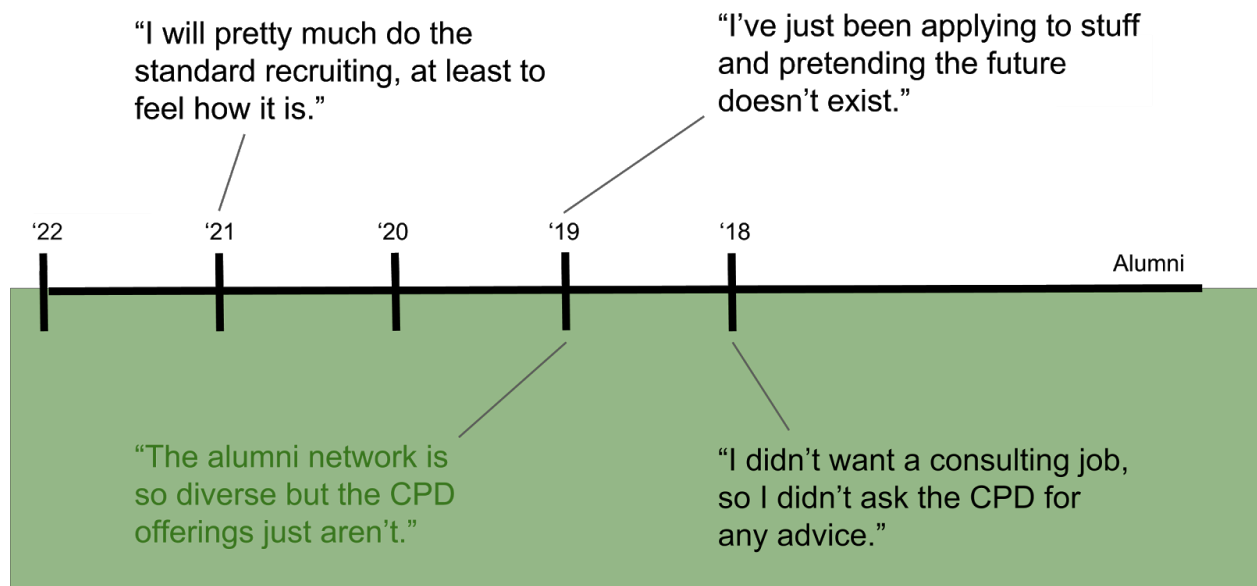 “I will pretty much do the
standard recruiting, at least to
feel how it is.”
“I’ve just been applying to stuff
and pretending the future
doesn’t exist.”
‘22
‘21
‘20
‘19
‘18
Alumni
“The alumni network is
so diverse but the CPD
offerings just aren’t.”
“I didn’t want a consulting job,
so I didn’t ask the CPD for
any advice.”